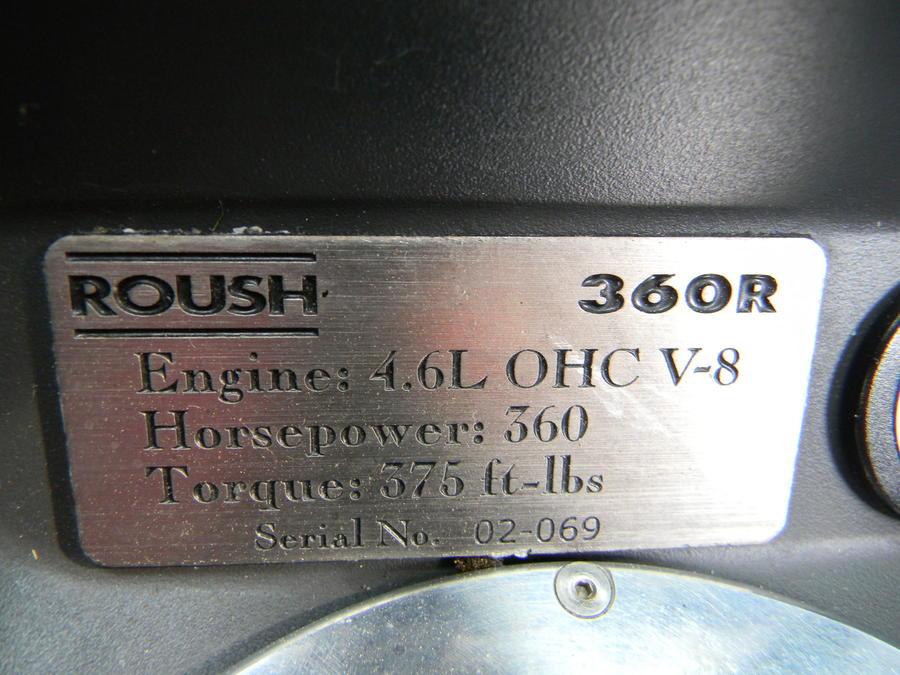 ROUSH 360R
Engine: 4.6L OHC V-8
Horsepower: 360
Torque: 375 ft-lbs
Serial No. 02-069